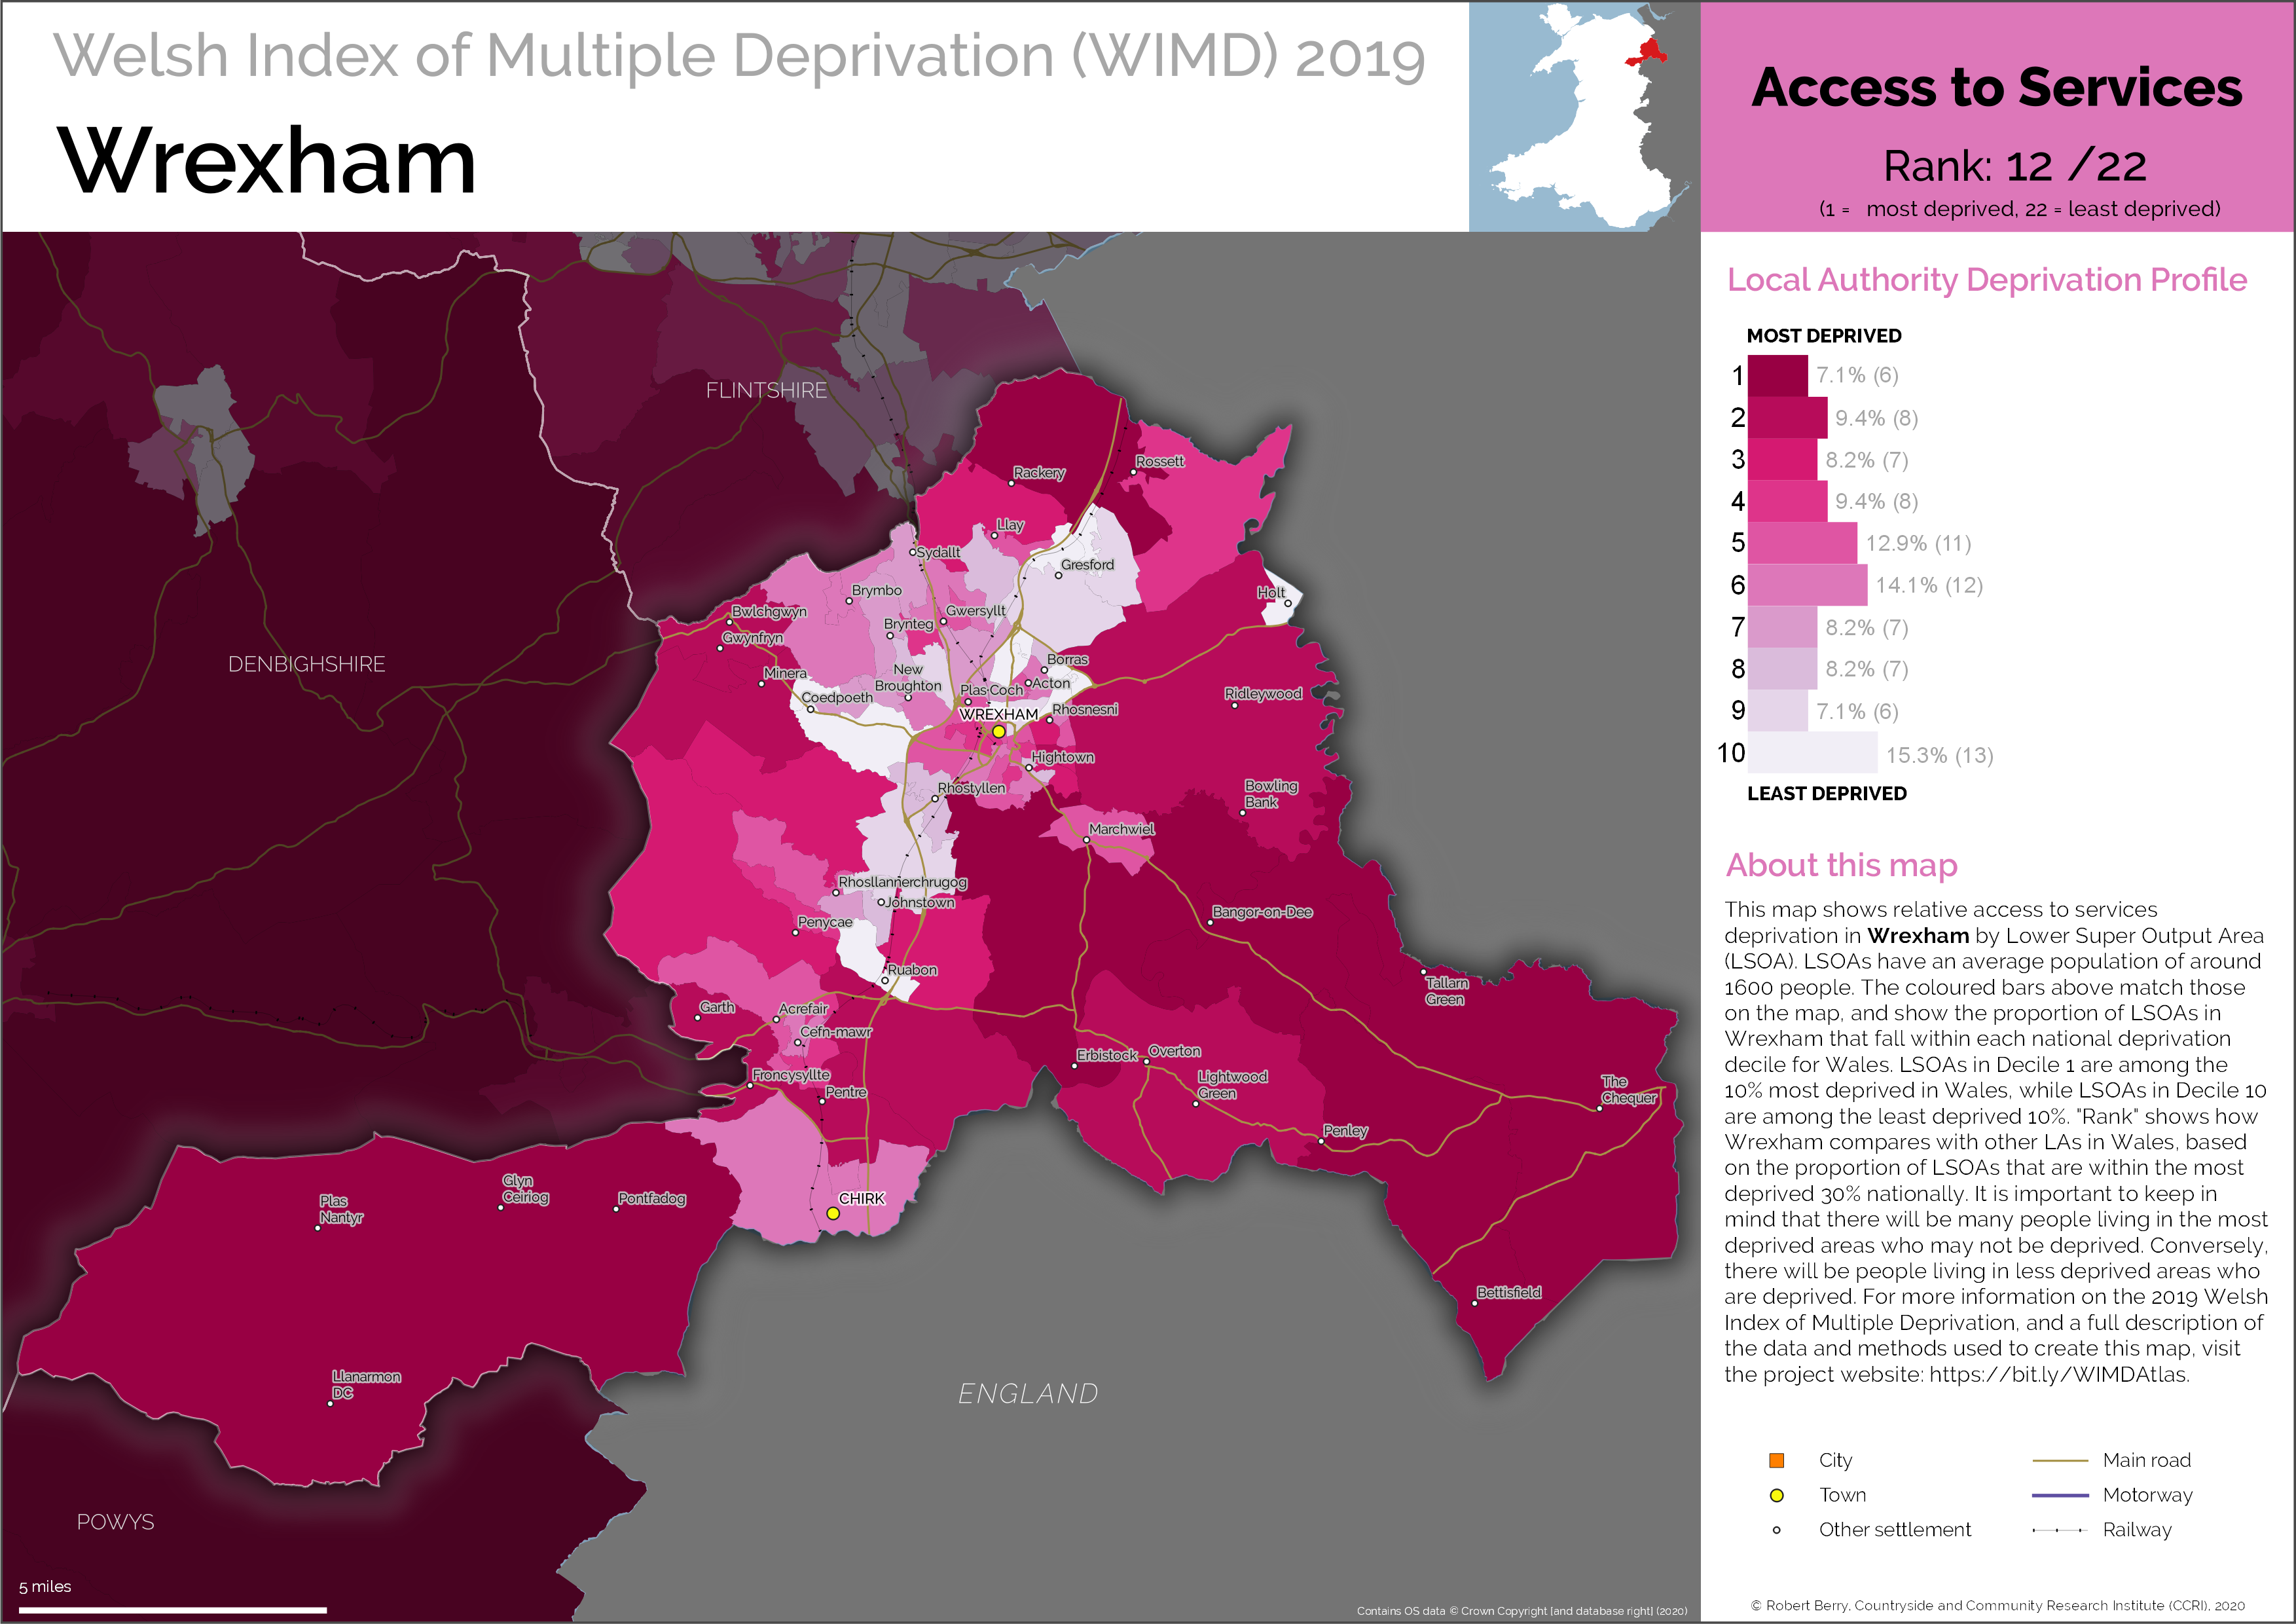 Welsh Index of Multiple Deprivation (WIMD) 2019
Wrexham
Access to Services
Rank: 12 /22
(1 = most deprived, 22 = least deprived)
Local Authority Deprivation Profile
MOST DEPRIVED
1 7.1% (6)
2 9.4% (8)
3 8.2% (7)
4 9.4% (8)
5 12.9% (11)
6 14.1% (12)
7 8.2% (7)
8 8.2% (7)
9 7.1% (6)
10 15.3% (13)
LEAST DEPRIVED
About this map
This map shows relative access to services
deprivation in Wrexham by Lower Super Output Area
(LSOA). LSOAs have an average population of around
1600 people. The coloured bars above match those
on the map, and show the proportion of LSOAs in
Wrexham that fall within each national deprivation
decile for Wales. LSOAs in Decile 1 are among the
10% most deprived in Wales, while LSOAs in Decile 10
are among the least deprived 10%. "Rank" shows how
Wrexham compares with other LAs in Wales, based
on the proportion of LSOAs that are within the most
deprived 30% nationally. It is important to keep in
mind that there will be many people living in the most
deprived areas who may not be deprived. Conversely,
there will be people living in less deprived areas who
are deprived. For more information on the 2019 Welsh
Index of Multiple Deprivation, and a full description of
the data and methods used to create this map, visit
the project website: https://bit.ly/WIMDAtlas.
City
Town
Other settlement
Main road
Motorway
Railway
© Robert Berry, Countryside and Community Research Institute (CCRI), 2020
FLINTSHIRE
DENBIGHSHIRE
POWYS
ENGLAND
Rackery
Rossett
Llay
Sydallt
Gresford
Holt
Brymbo
Bwlchgwyn
Gwersyllt
Brynteg
Gwynfryn
Minera
New
Broughton
Borras
Acton
Plas Coch
Coedpoeth
Ridleywood
WREXHAM
Rhosnesni
Hightown
Rhostyllen
Bowling
Bank
Marchwiel
Rhosllannerchrugog
Johnstown
Penycae
Bangor-on-Dee
Ruabon
Tallarn
Green
Garth
Acrefair
Cefn-mawr
Erbistock
Overton
Froncysyllte
Pentre
Lightwood
Green
The
Chequer
Penley
Glyn
Ceiriog
Plas
Nantyr
Pontfadog
CHIRK
Bettisfield
Llanarmon
DC
5 miles
Contains OS data © Crown Copyright [and database right] (2020)